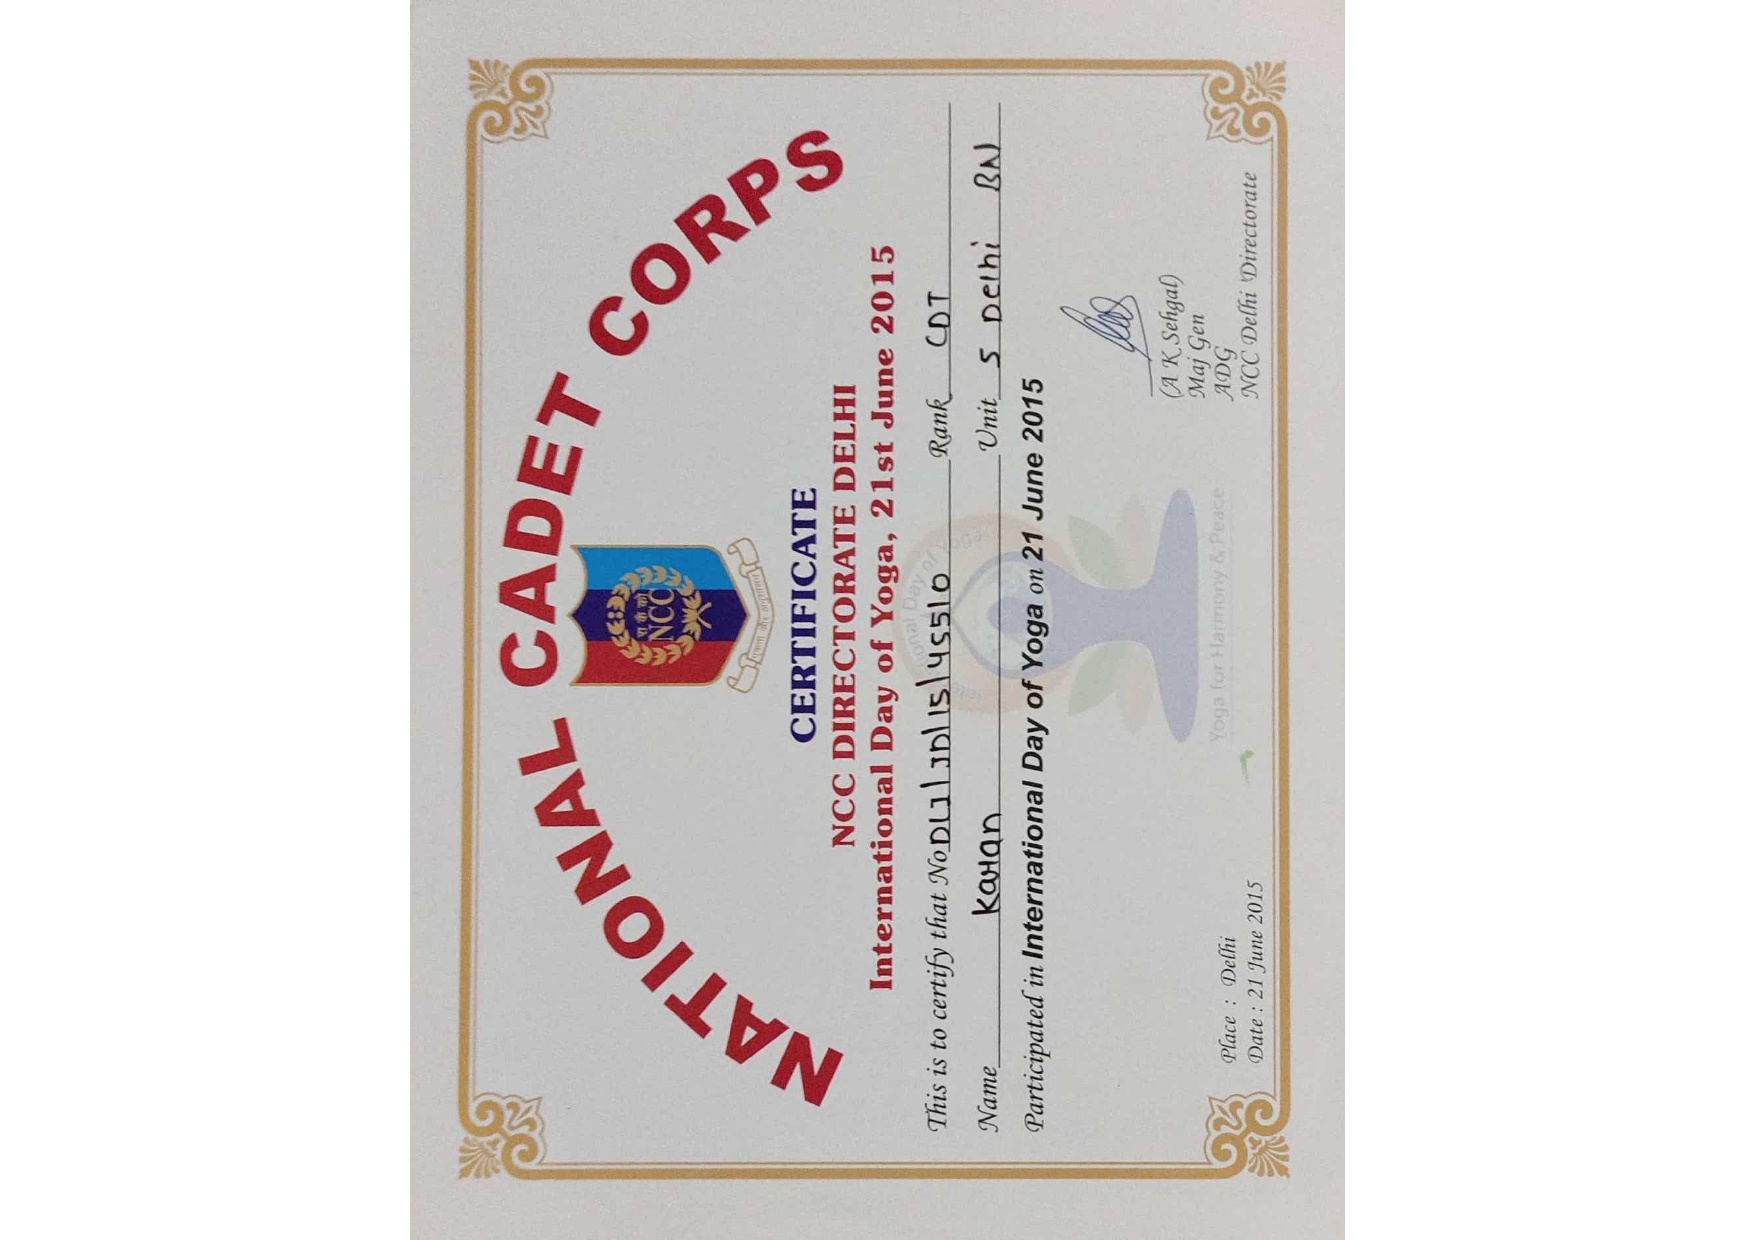 NATIONAL CADET CORPS
रा कै को
NCC
एकता और अनुशासन
CERTIFICATE
NCC DIRECTORATE DELHI
International Day of Yoga, 21st June 2015
International Day of Yoga
This is to certify that No DLJ/JD/15/45510 Rank CDT
Name Karan Unit 5 Delhi BN
Participated in International Day of Yoga on 21 June 2015
(A K Sehgal)
Maj Gen
ADG
NCC Delhi Directorate
Yoga for Harmony & Peace
Place : Delhi
Date : 21 June 2015